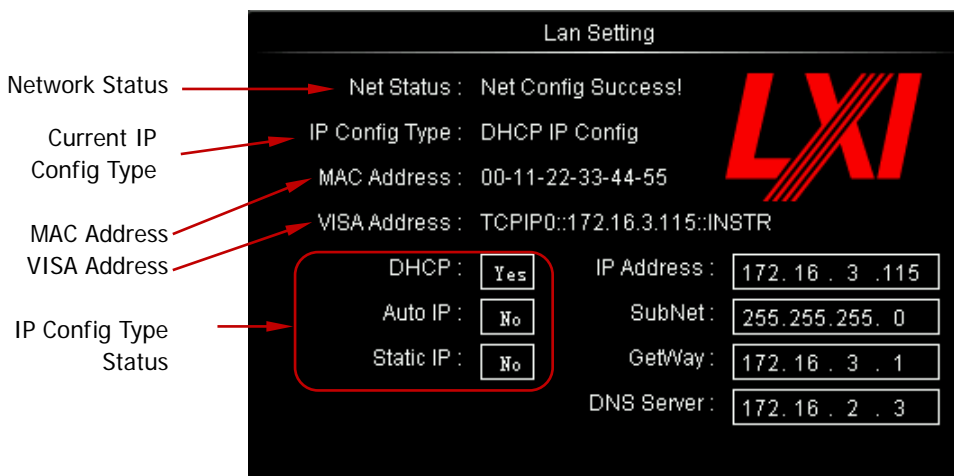 Lan Setting
Network Status
Net Status : Net Config Success!
LXI
Current IP
Config Type
IP Config Type : DHCP IP Config
MAC Address : 00-11-22-33-44-55
MAC Address
VISA Address : TCPIP0::172.16.3.115::INSTR
VISA Address
DHCP : Yes
IP Address : 172. 16 . 3 .115
IP Config Type
Status
Auto IP : No
SubNet : 255.255.255. 0
Static IP : No
GetWay : 172. 16 . 3 . 1
DNS Server : 172. 16 . 2 . 3